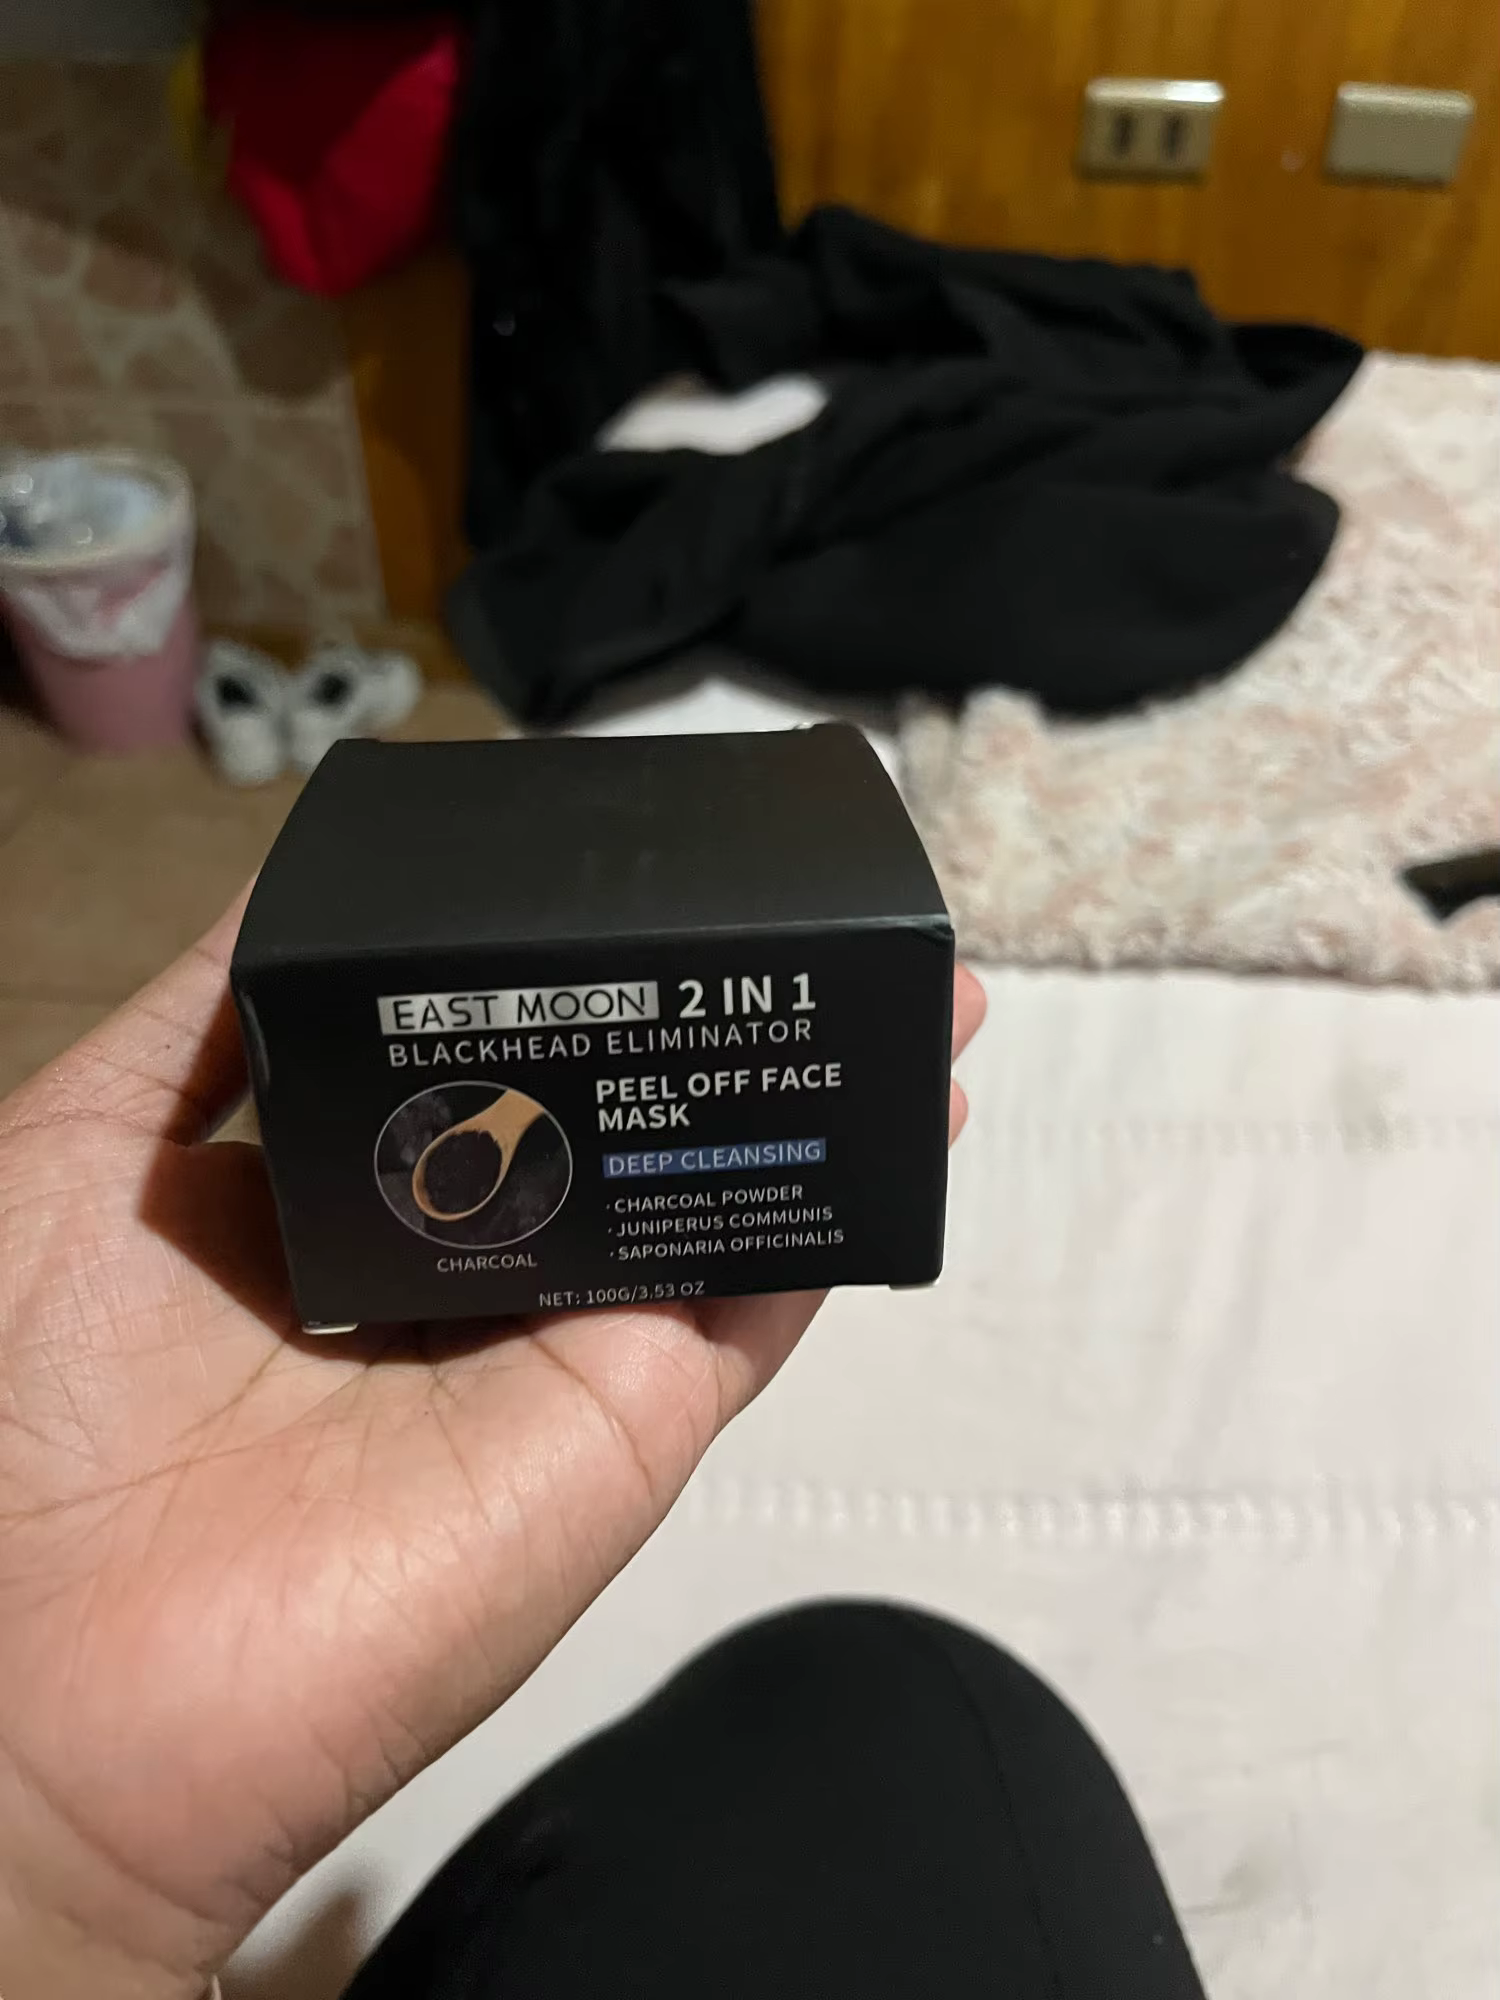 EAST MOON 2 IN 1
BLACKHEAD ELIMINATOR
PEEL OFF FACE
MASK
DEEP CLEANSING
· CHARCOAL POWDER
· JUNIPERUS COMMUNIS
· SAPONARIA OFFICINALIS
CHARCOAL
NET: 100G/3.53 OZ